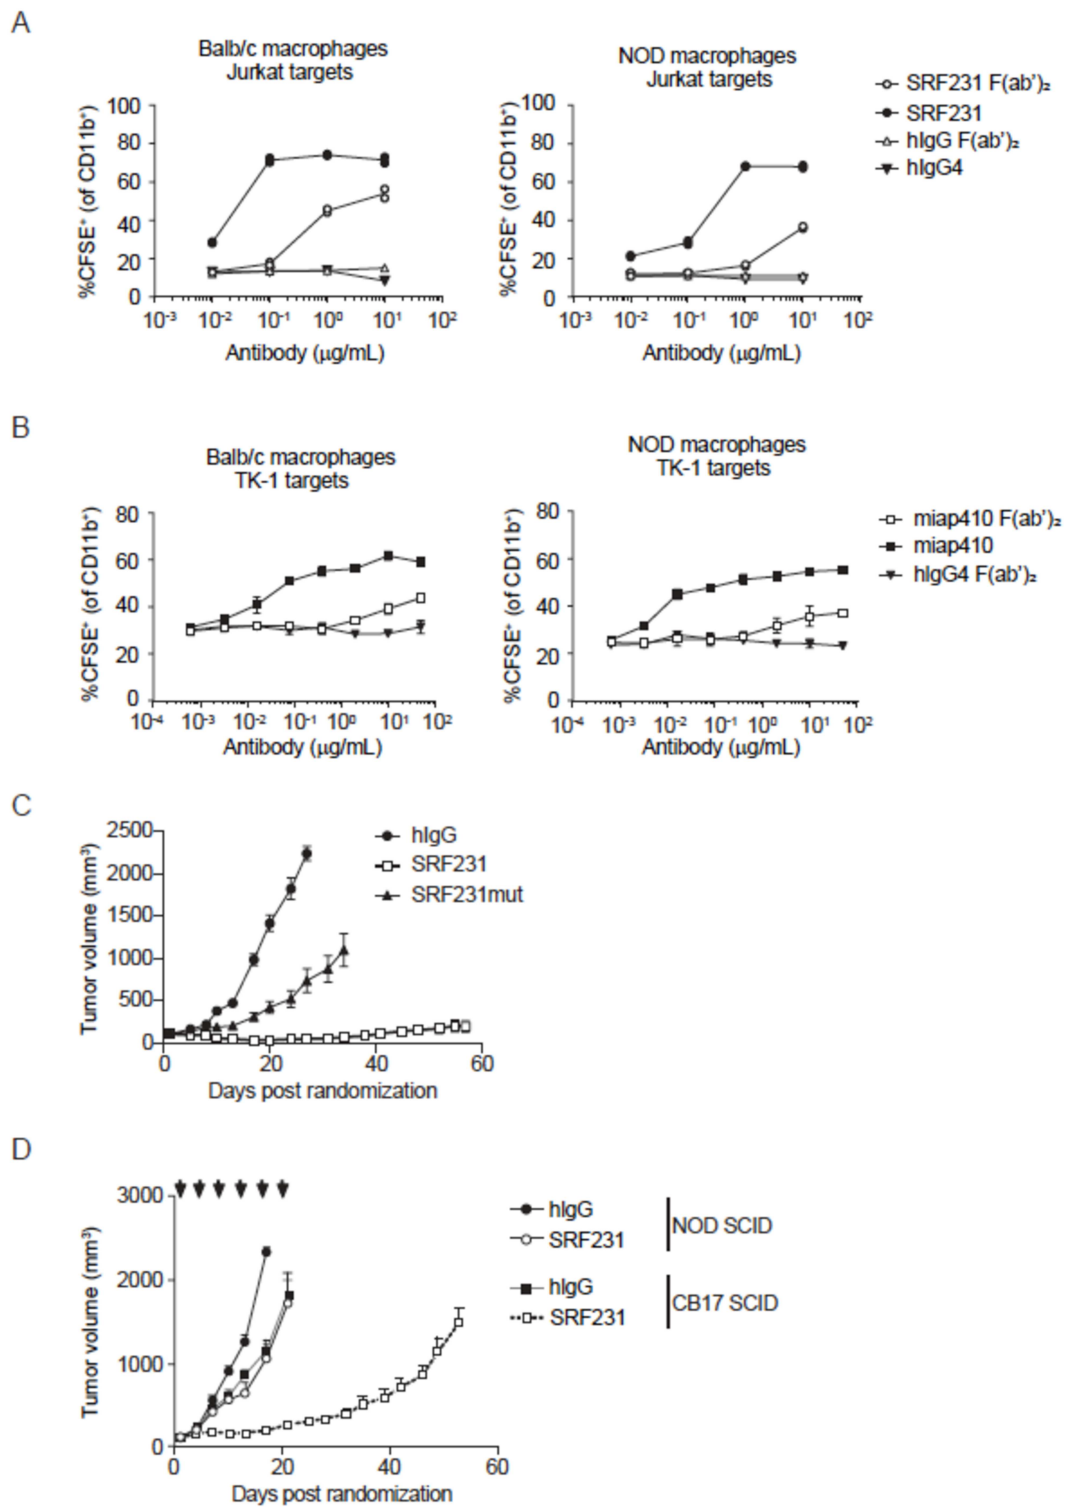 A
Balb/c macrophages
Jurkat targets
%CFSE⁺ (of CD11b⁺)
100
80
60
40
20
0
10⁻³ 10⁻² 10⁻¹ 10⁰ 10¹ 10²
Antibody (μg/mL)
NOD macrophages
Jurkat targets
%CFSE⁺ (of CD11b⁺)
100
80
60
40
20
0
10⁻³ 10⁻² 10⁻¹ 10⁰ 10¹ 10²
Antibody (μg/mL)
SRF231 F(ab')₂
SRF231
hIgG F(ab')₂
hIgG4
B
Balb/c macrophages
TK-1 targets
%CFSE⁺ (of CD11b⁺)
80
60
40
20
0
10⁻⁴ 10⁻³ 10⁻² 10⁻¹ 10⁰ 10¹ 10²
Antibody (μg/mL)
NOD macrophages
TK-1 targets
%CFSE⁺ (of CD11b⁺)
80
60
40
20
0
10⁻⁴ 10⁻³ 10⁻² 10⁻¹ 10⁰ 10¹ 10²
Antibody (μg/mL)
miap410 F(ab')₂
miap410
hIgG4 F(ab')₂
C
Tumor volume (mm³)
2500
2000
1500
1000
500
0
0 20 40 60
Days post randomization
hIgG
SRF231
SRF231mut
D
Tumor volume (mm³)
3000
2000
1000
0
0 20 40 60
Days post randomization
hIgG
SRF231
NOD SCID
hIgG
SRF231
CB17 SCID